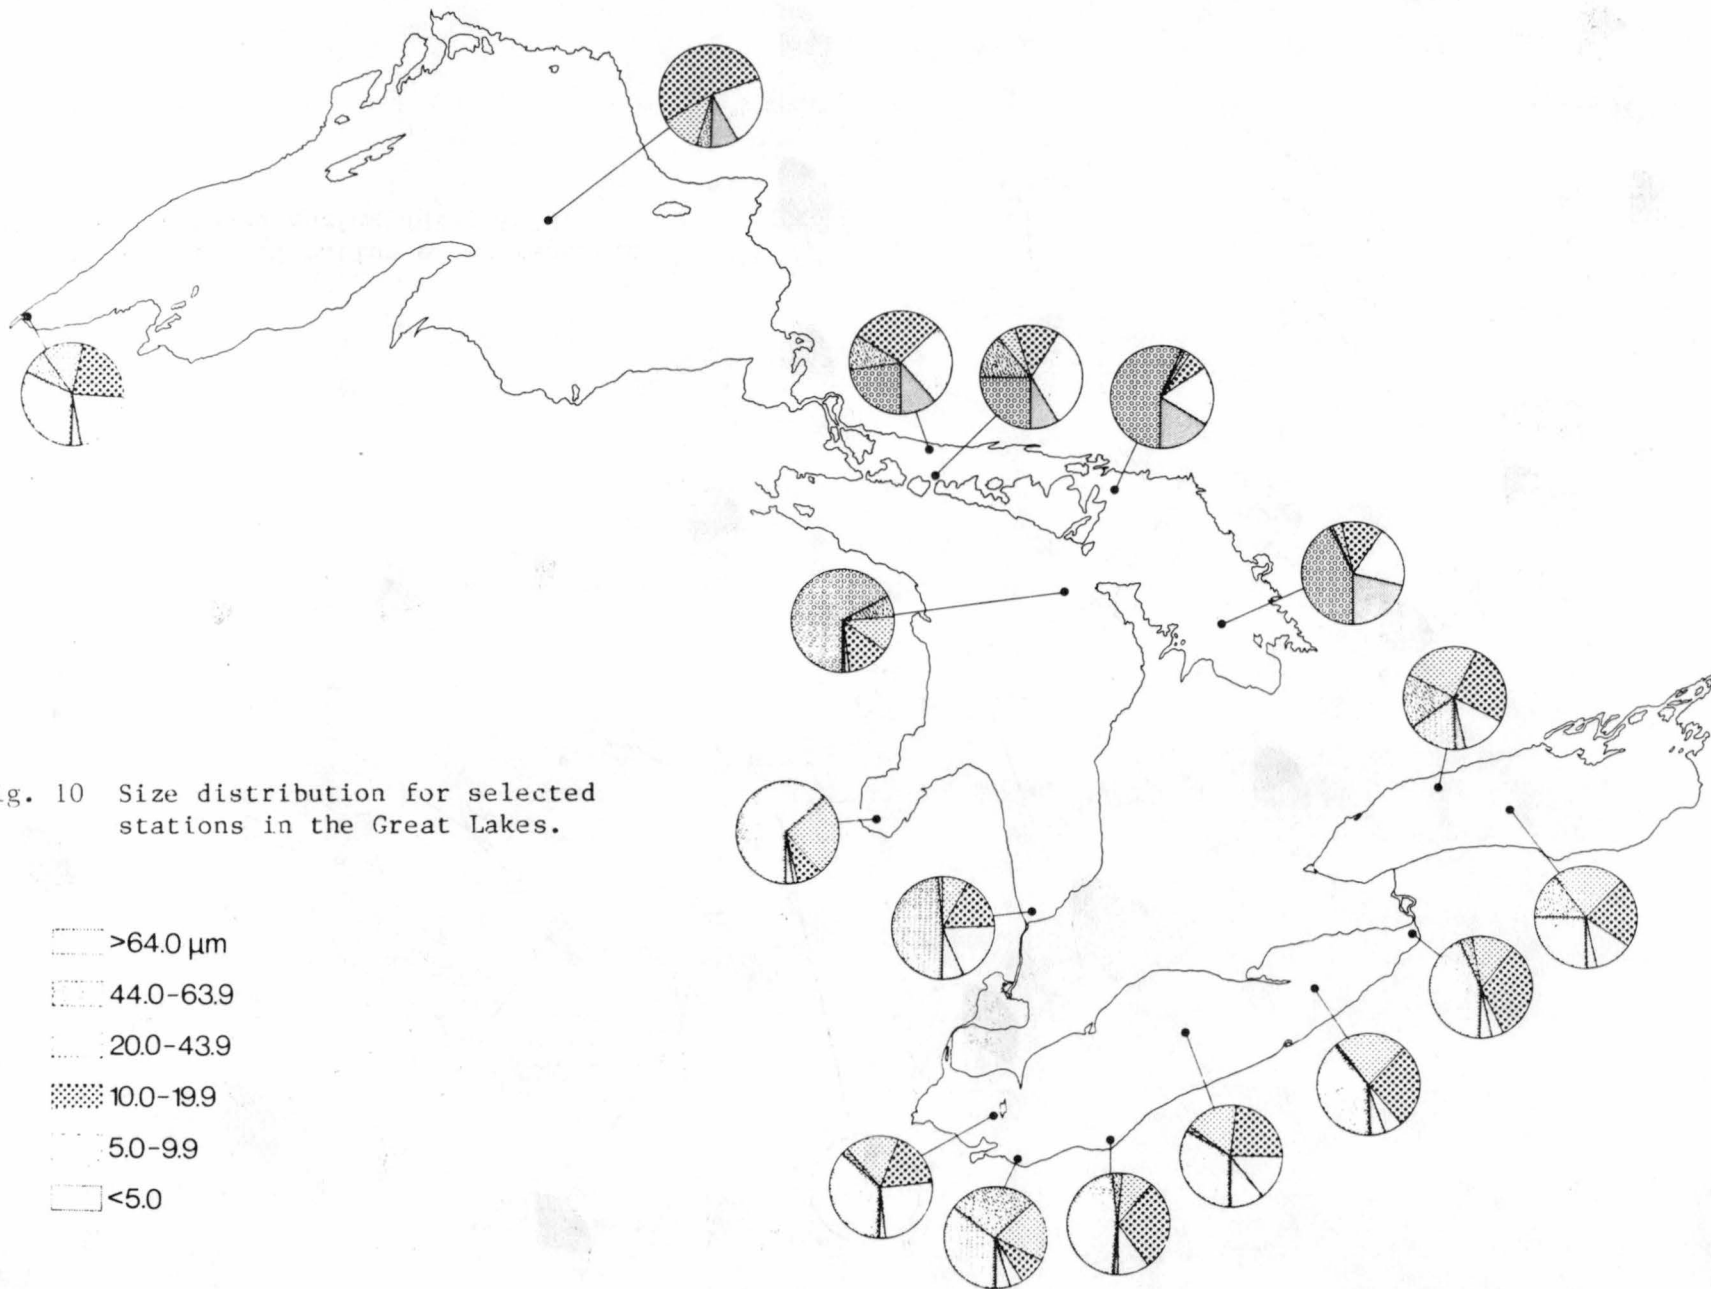 g. 10 Size distribution for selected
stations in the Great Lakes.
>64.0 µm
44.0-63.9
20.0-43.9
10.0-19.9
5.0-9.9
<5.0